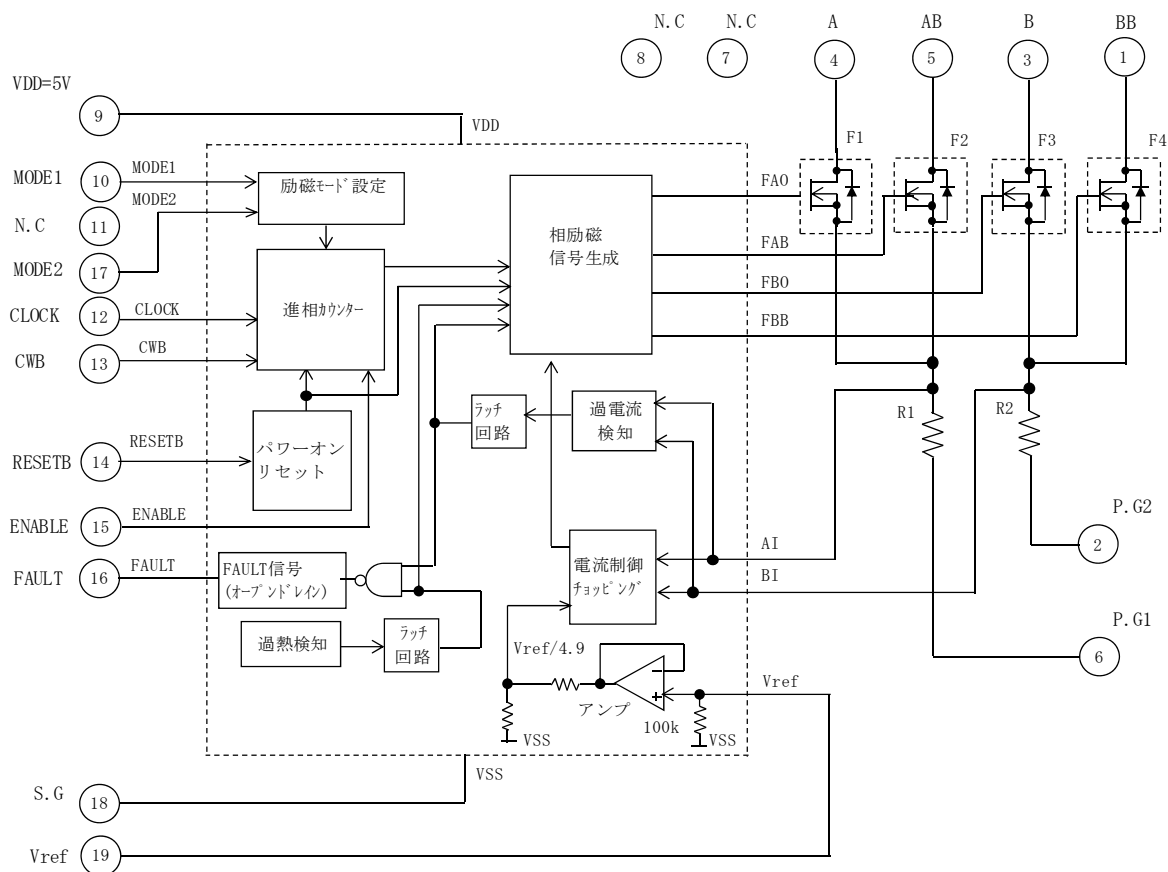 N.C
N.C
A
AB
B
BB
8
7
4
5
3
1
VDD=5V
9
VDD
F1
F2
F3
F4
MODE1
10
MODE1
MODE2
励磁ﾓｰﾄﾞ設定
N.C
11
MODE2
17
相励磁
信号生成
FAO
FAB
FBO
FBB
CLOCK
12
CLOCK
進相ｶｳﾝﾀｰ
CWB
13
CWB
RESETB
14
RESETB
パワーオン
リセット
ﾗｯﾁ
回路
過電流
検知
R1
R2
ENABLE
15
ENABLE
P.G2
2
FAULT
16
FAULT
FAULT信号
(ｵｰﾌﾟﾝﾄﾞﾚｲﾝ)
電流制御
ﾁｮｯﾋﾟﾝｸﾞ
AI
BI
過熱検知
ﾗｯﾁ
回路
P.G1
6
Vref/4.9
アンプ
100k
Vref
VSS
VSS
VSS
S.G
18
Vref
19